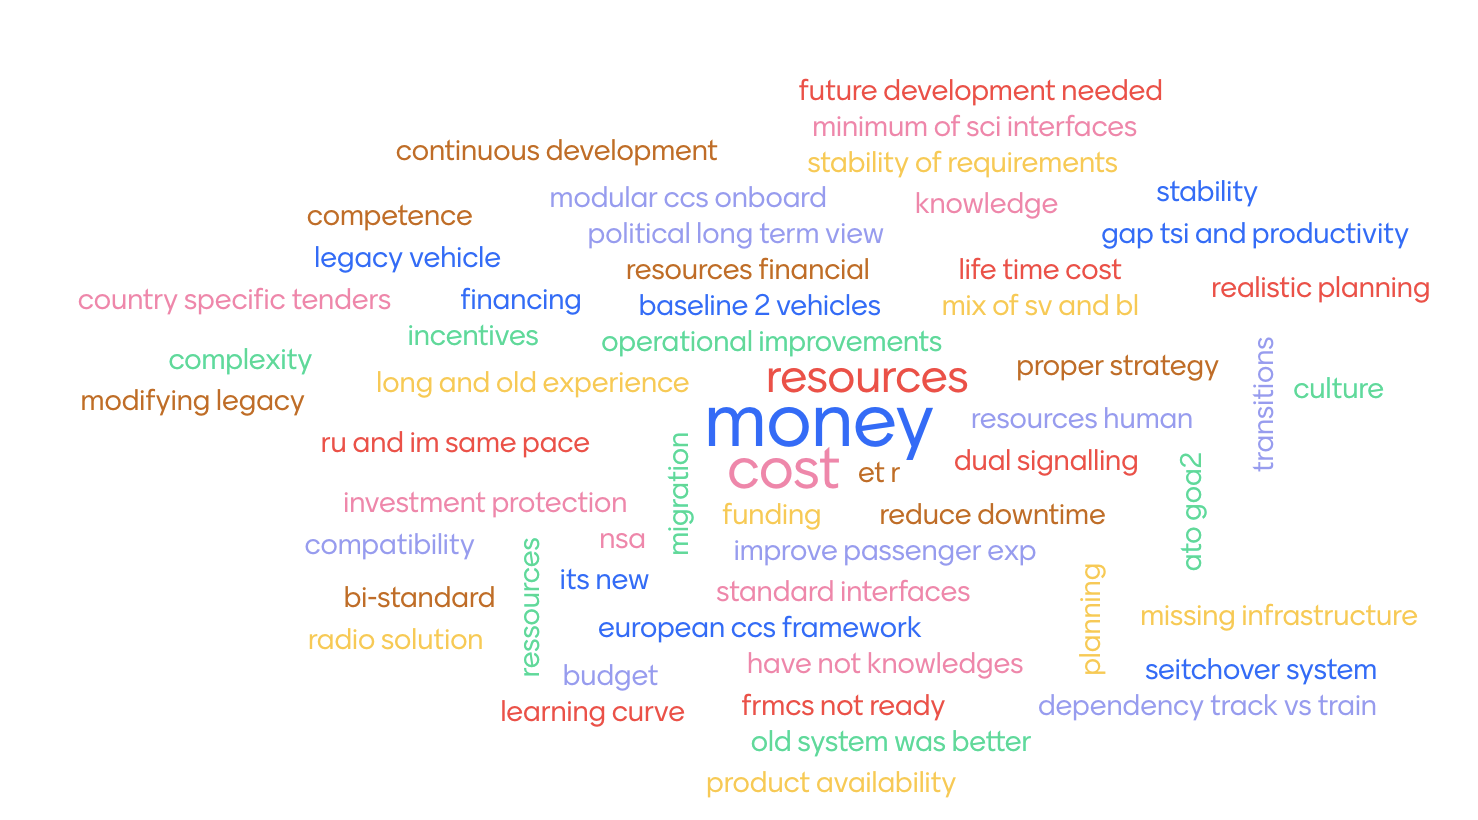 future development needed
minimum of sci interfaces
continuous development
stability of requirements
stability
modular ccs onboard
knowledge
competence
political long term view
gap tsi and productivity
legacy vehicle
resources financial
life time cost
realistic planning
country specific tenders
financing
baseline 2 vehicles
mix of sv and bl
incentives
operational improvements
complexity
proper strategy
transitions
long and old experience
resources
culture
modifying legacy
money
resources human
ru and im same pace
migration
cost
et r
dual signalling
ato goa2
investment protection
funding
reduce downtime
compatibility
nsa
improve passenger exp
ressources
its new
bi-standard
standard interfaces
planning
missing infrastructure
radio solution
european ccs framework
have not knowledges
seitchover system
budget
learning curve
frmcs not ready
dependency track vs train
old system was better
product availability